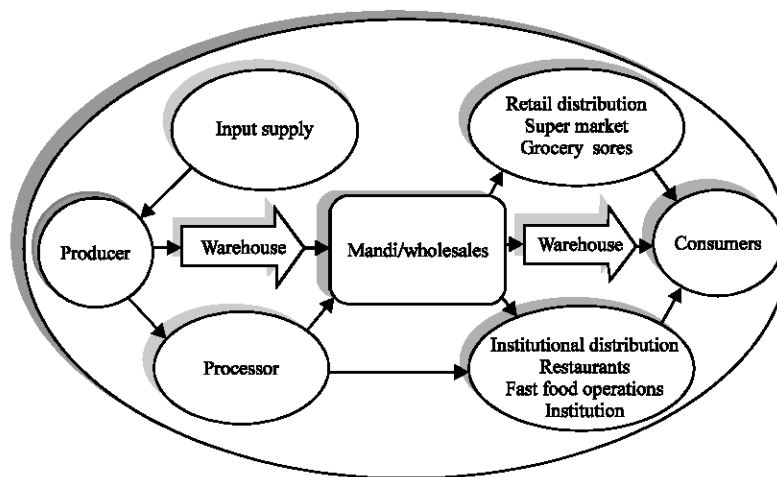 Input supply
Retail distribution
Super market
Grocery sores
Producer
Warehouse
Mandi/wholesales
Warehouse
Consumers
Processor
Institutional distribution
Restaurants
Fast food operations
Institution